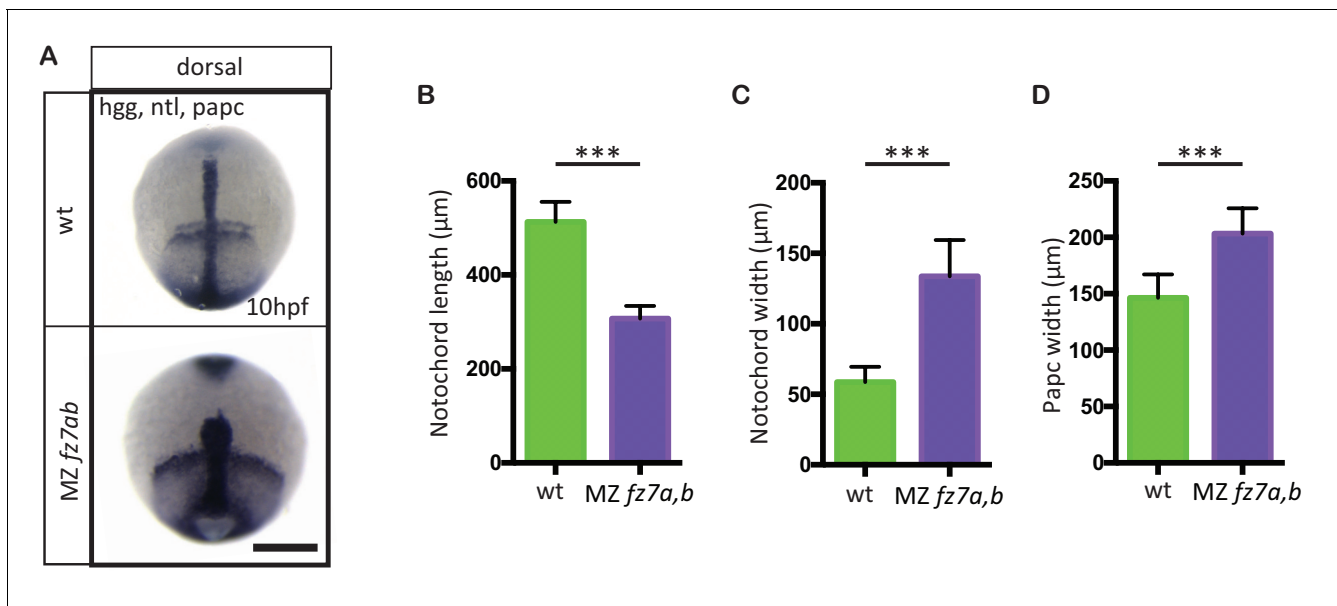 A
dorsal
wt
hgg, ntl, papc
10hpf
MZ fz7ab
B
***
Notochord length (μm)
600
400
200
0
wt
MZ fz7a,b
C
***
Notochord width (μm)
200
150
100
50
0
wt
MZ fz7a,b
D
***
Papc width (μm)
250
200
150
100
50
0
wt
MZ fz7a,b